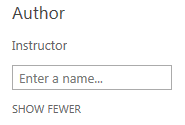 Author
Instructor
Enter a name...
SHOW FEWER